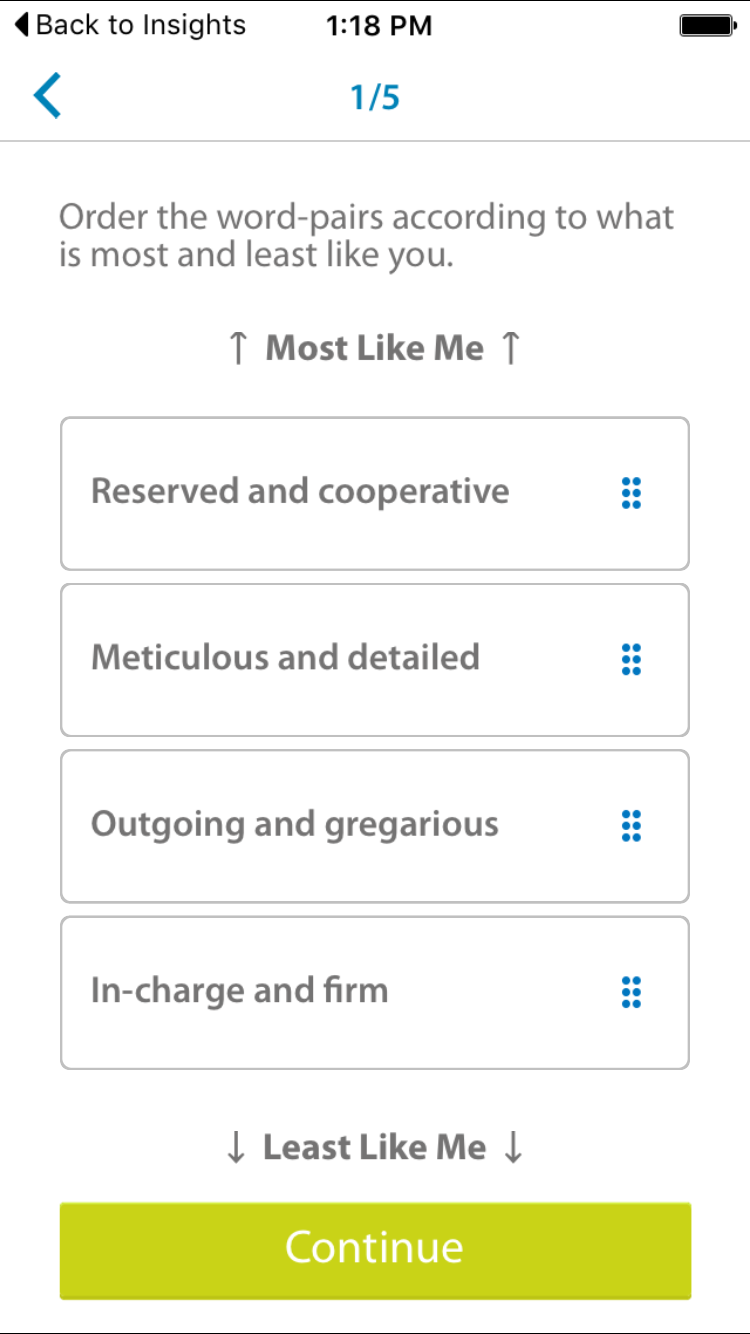 Back to Insights 1:18 PM
1/5
Order the word-pairs according to what
is most and least like you.
↑ Most Like Me ↑
Reserved and cooperative
Meticulous and detailed
Outgoing and gregarious
In-charge and firm
↓ Least Like Me ↓
Continue